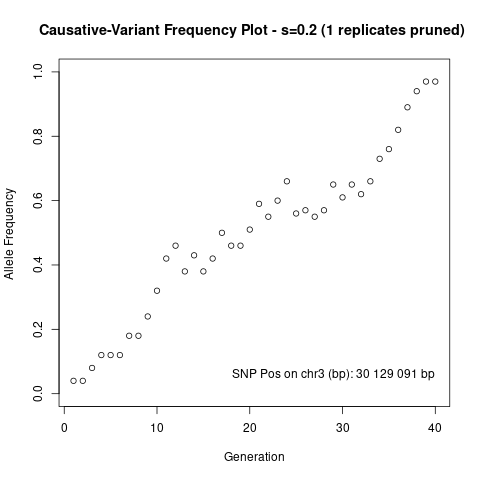 Causative-Variant Frequency Plot - s=0.2 (1 replicates pruned)
Allele Frequency
1.0
0.8
0.6
0.4
0.2
0.0
SNP Pos on chr3 (bp): 30 129 091 bp
0 10 20 30 40
Generation